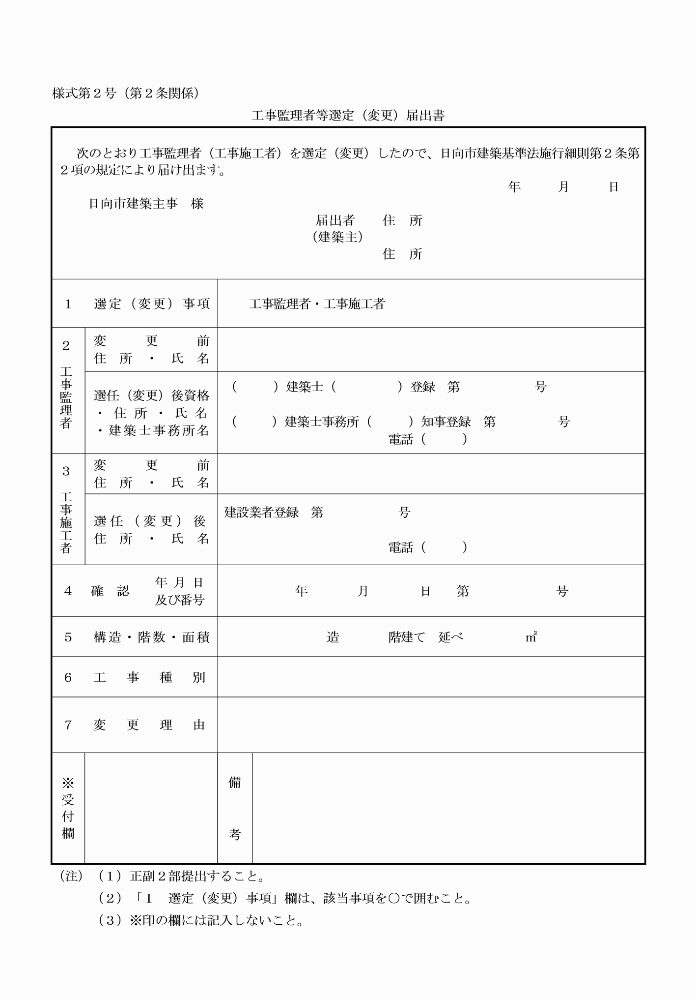 様式第２号（第２条関係）
工事監理者等選定（変更）届出書
次のとおり工事監理者（工事施工者）を選定（変更）したので、日向市建築基準法施行細則第２条第
２項の規定により届け出ます。
年　月　日
日向市建築主事　様
届出者　住　所
（建築主）
住　所
１　選定（変更）事項　工事監理者・工事施工者
２　工事監理者
変更前
住所・氏名
選任（変更）後資格
・住所・氏名
・建築士事務所名
（　　　）建築士（　　　　　）登録　第　　　　　　号
（　　　）建築士事務所（　　　）知事登録　第　　　　　号
電話（　　　）
３　工事施工者
変更前
住所・氏名
選任（変更）後
住所・氏名
建設業者登録　第　　　　　　号
電話（　　　）
４　確　認　年月日
及び番号
年　　　　月　　　　日　　第　　　　　　　号
５　構造・階数・面積　造　　　　階建て　延べ　　　　　㎡
６　工事種別
７　変更理由
※受付欄
備考
（注）（１）正副２部提出すること。
（２）「１　選定（変更）事項」欄は、該当事項を○で囲むこと。
（３）※印の欄には記入しないこと。